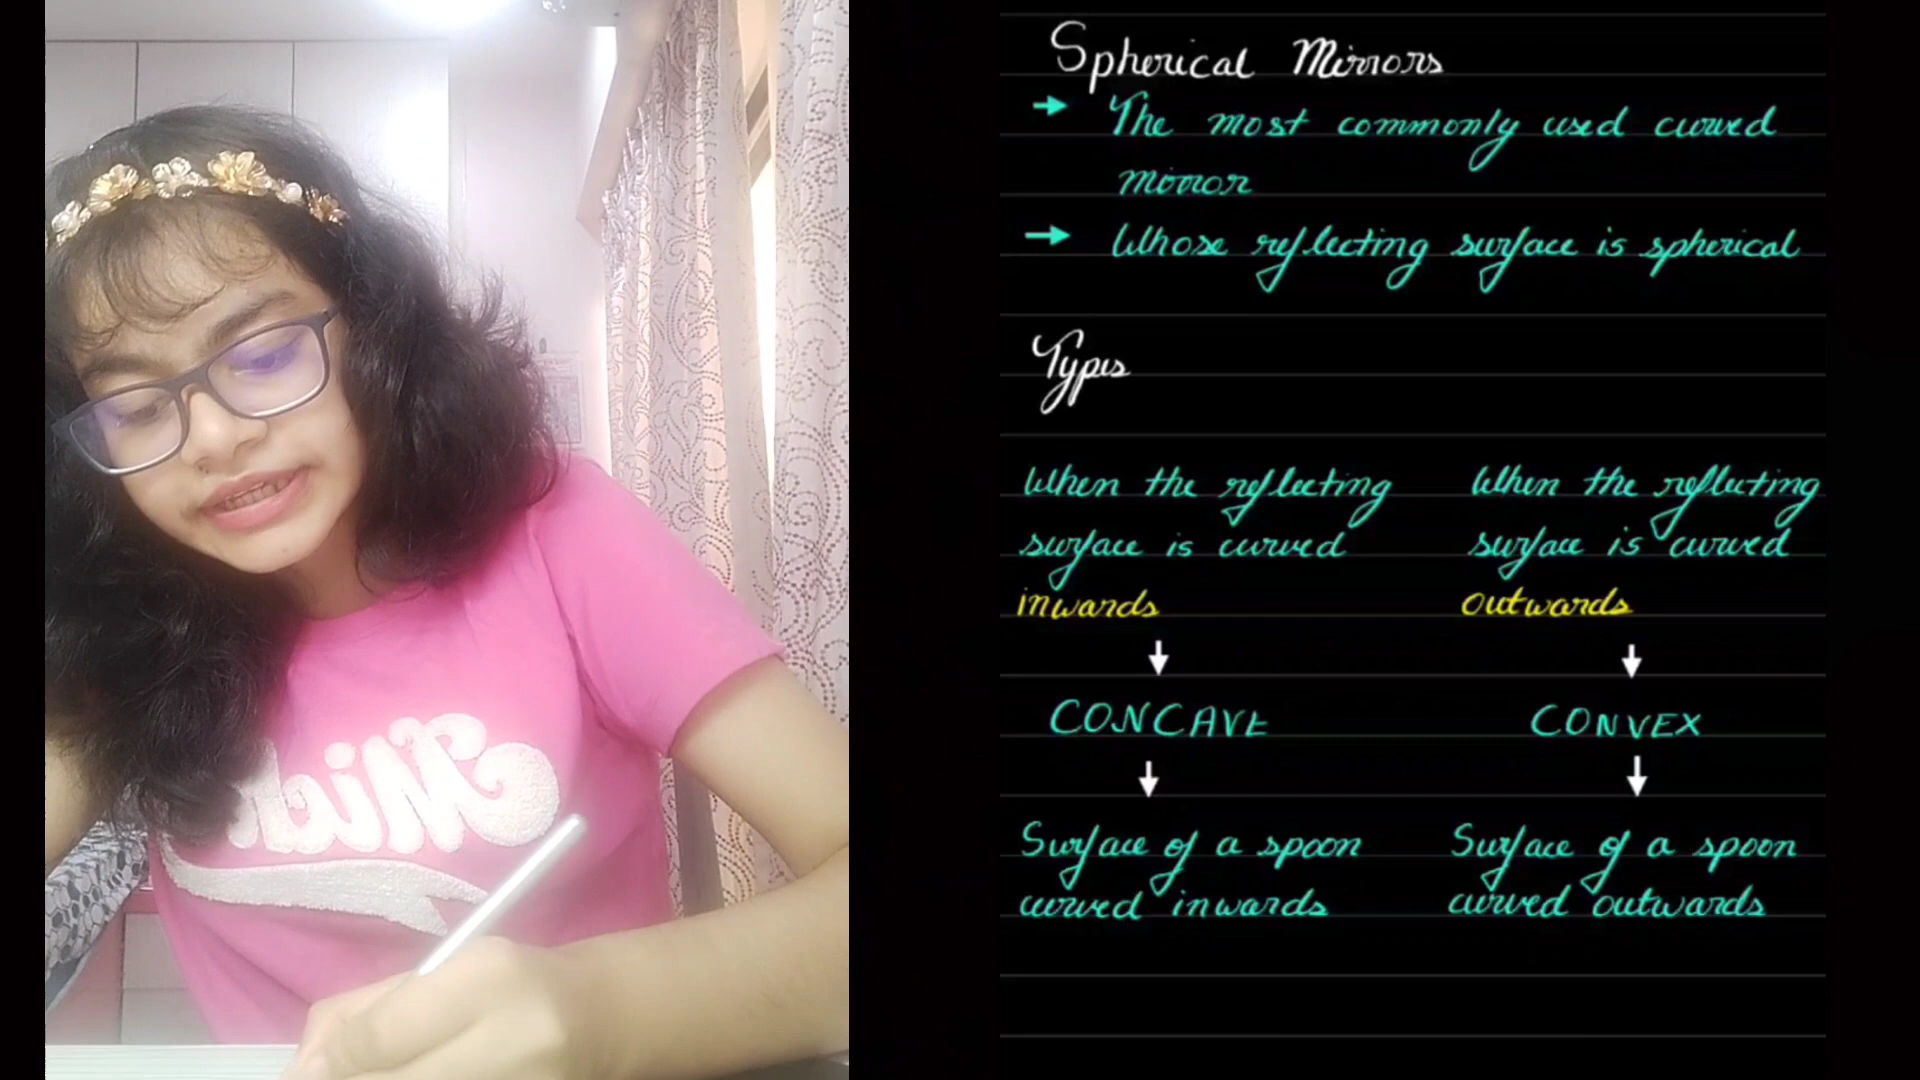 Spherical Mirrors
→ The most commonly used curved
mirror
→ Whose reflecting surface is spherical
Types
When the reflecting
surface is curved
inwards
↓
CONCAVE
↓
Surface of a spoon
curved inwards
When the reflecting
surface is curved
outwards
↓
CONVEX
↓
Surface of a spoon
curved outwards